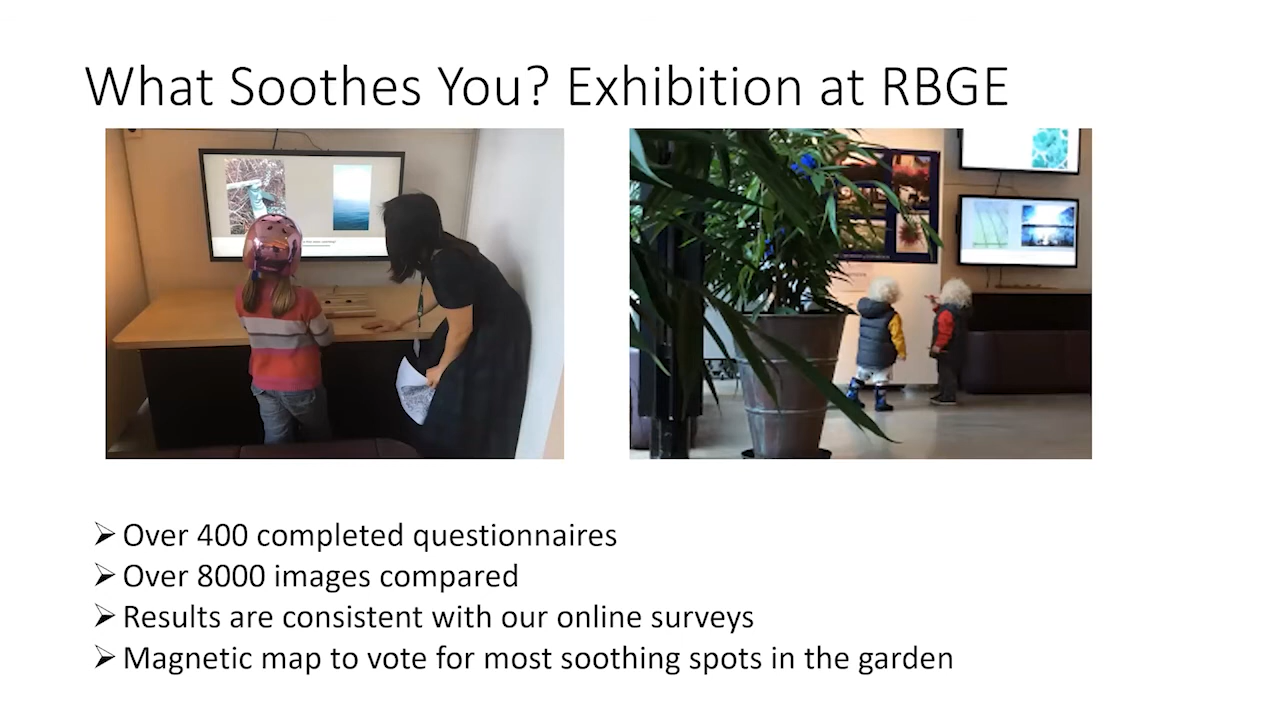 What Soothes You? Exhibition at RBGE
Over 400 completed questionnaires
Over 8000 images compared
Results are consistent with our online surveys
Magnetic map to vote for most soothing spots in the garden